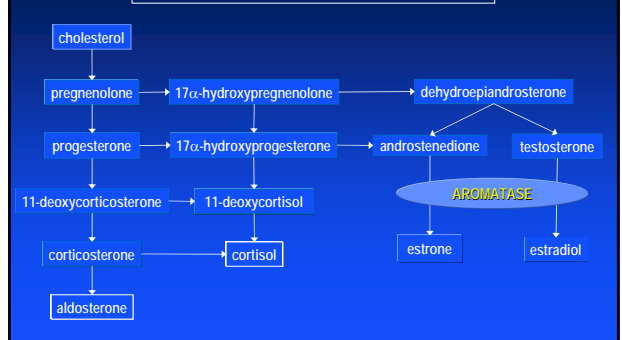 cholesterol
pregnenolone
17α-hydroxypregnenolone
dehydroepiandrosterone
progesterone
17α-hydroxyprogesterone
androstenedione
testosterone
AROMATASE
11-deoxycorticosterone
11-deoxycortisol
corticosterone
cortisol
estrone
estradiol
aldosterone